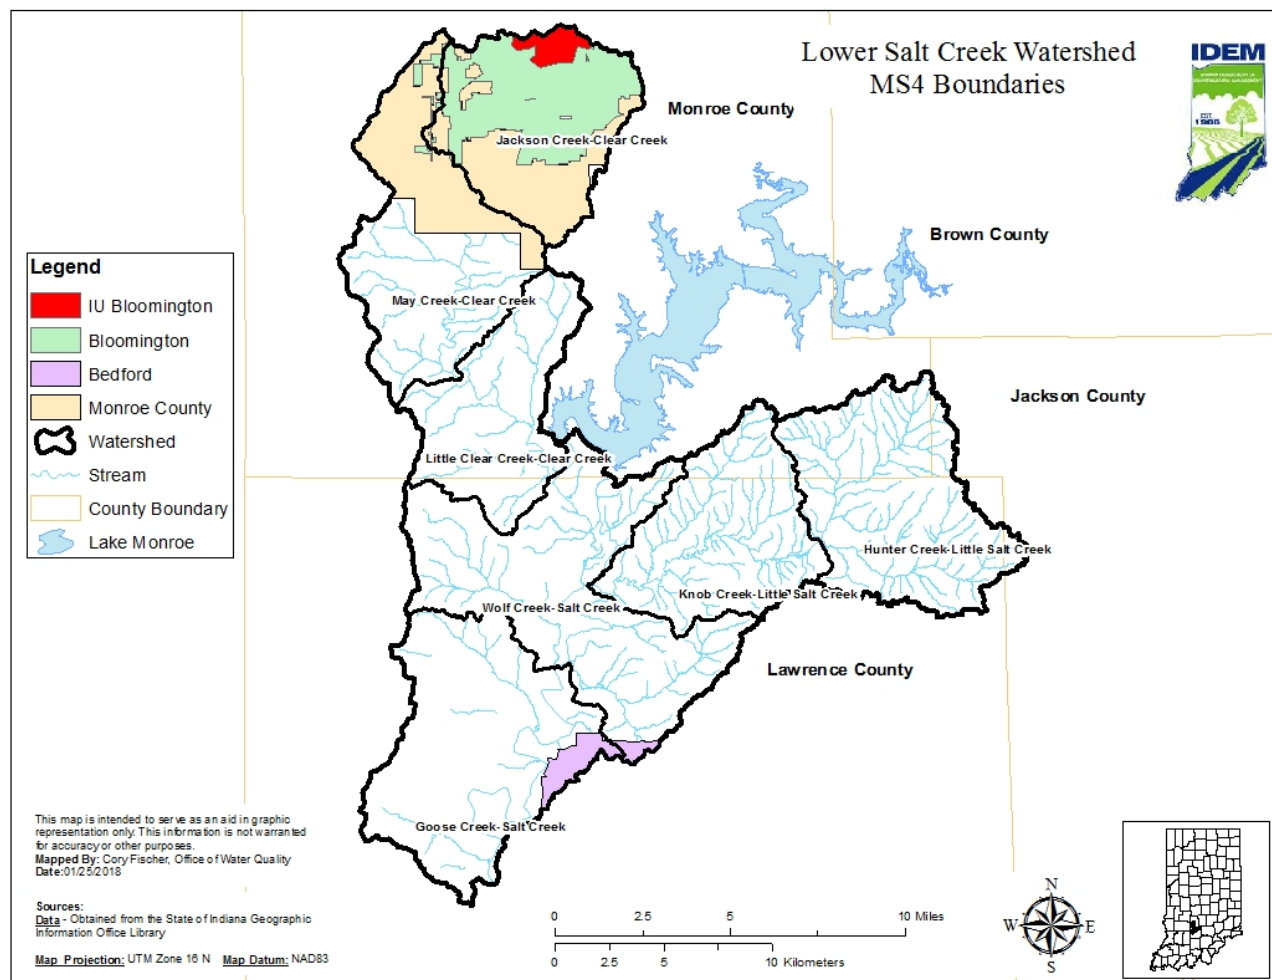 Lower Salt Creek Watershed
MS4 Boundaries
IDEM
EST.
1986
Monroe County
Jackson Creek-Clear Creek
Brown County
Legend
IU Bloomington
Bloomington
Bedford
Monroe County
Watershed
Stream
County Boundary
Lake Monroe
May Creek-Clear Creek
Jackson County
Little Clear Creek-Clear Creek
Hunter Creek-Little Salt Creek
Knob Creek-Little Salt Creek
Wolf Creek-Salt Creek
Lawrence County
Goose Creek-Salt Creek
This map is intended to serve as an aid in graphic
representation only. This information is not warranted
for accuracy or other purposes.
Mapped By: Cory Fischer, Office of Water Quality
Date:01/25/2018
Sources:
Data - Obtained from the State of Indiana Geographic
Information Office Library
Map Projection: UTM Zone 16 N Map Datum: NAD83
0 2.5 5 10 Miles
0 2.5 5 10 Kilometers
N
W E
S